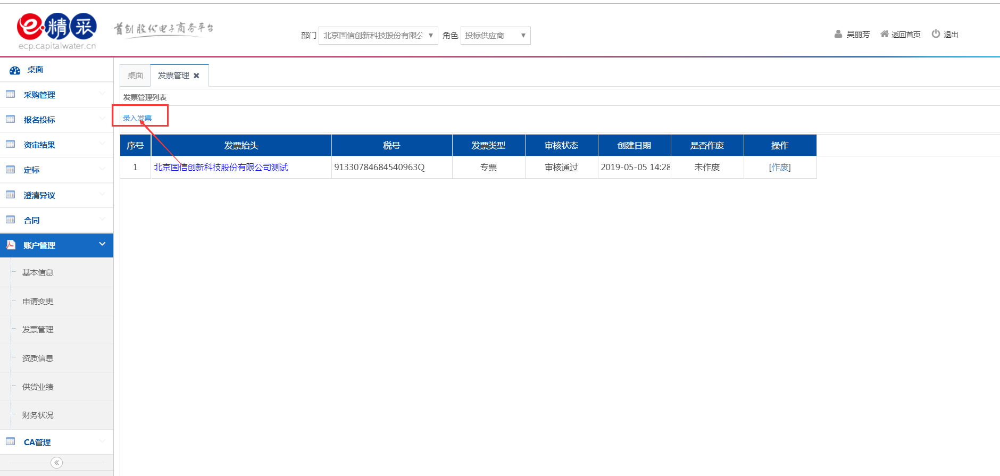 e·精采 首创股份电子商务平台
ecp.capitalwater.cn
部门 北京国信创新科技股份有限公 角色 投标供应商
吴丽芳 返回首页 退出
桌面
采购管理
报名投标
资审结果
定标
澄清异议
合同
账户管理
基本信息
申请变更
发票管理
资质信息
供货业绩
财务状况
CA管理
桌面 发票管理
发票管理列表
录入发票
序号 发票抬头 税号 发票类型 审核状态 创建日期 是否作废 操作
1 北京国信创新科技股份有限公司测试 91330784684540963Q 专票 审核通过 2019-05-05 14:28 未作废 [作废]